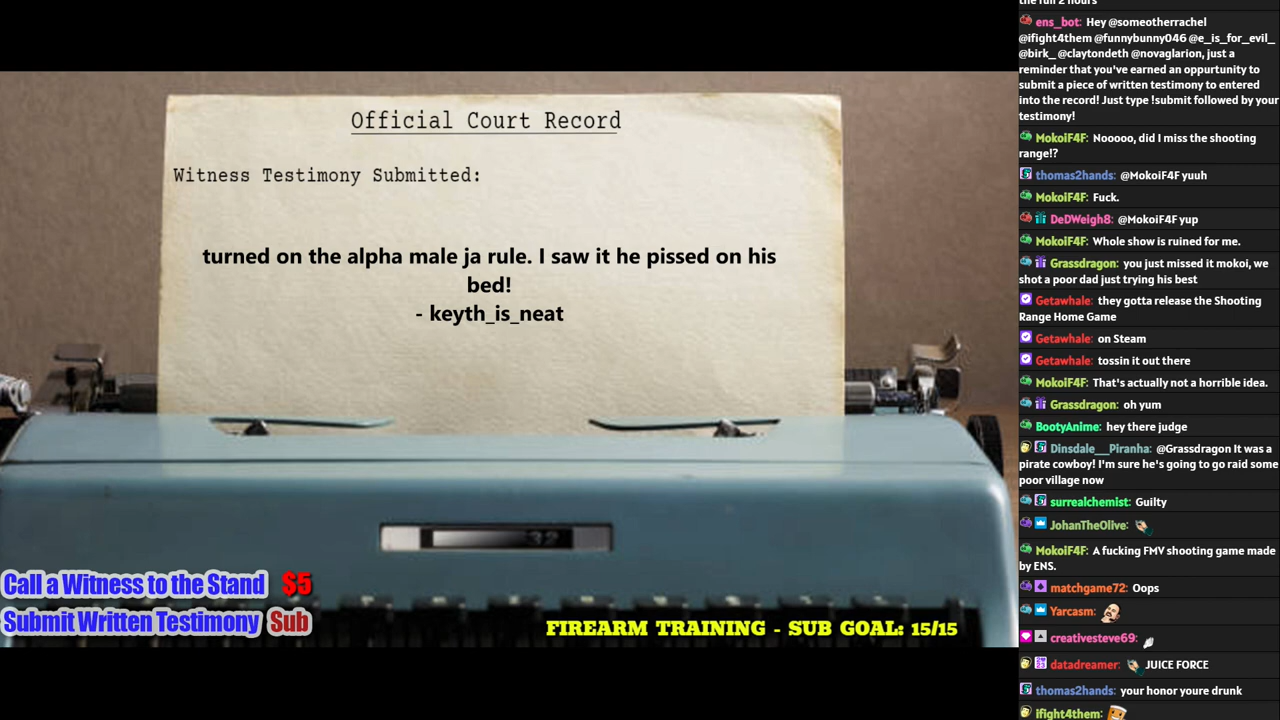 Official Court Record
Witness Testimony Submitted:
turned on the alpha male ja rule. I saw it he pissed on his
bed!
- keyth_is_neat
32
Call a Witness to the Stand $5
Submit Written Testimony Sub
FIREARM TRAINING - SUB GOAL: 15/15
the full 2 hours
ens_bot: Hey @someotherrachel
@ifight4them @funnybunny046 @e_is_for_evil_
@birk_ @claytondeth @novaglarion, just a
reminder that you've earned an oppurtunity to
submit a piece of written testimony to entered
into the record! Just type !submit followed by your
testimony!
MokoiF4F: Nooooo, did I miss the shooting
range!?
thomas2hands: @MokoiF4F yuuh
MokoiF4F: Fuck.
DeDWeigh8: @MokoiF4F yup
MokoiF4F: Whole show is ruined for me.
Grassdragon: you just missed it mokoi, we
shot a poor dad just trying his best
Getawhale: they gotta release the Shooting
Range Home Game
Getawhale: on Steam
Getawhale: tossin it out there
MokoiF4F: That's actually not a horrible idea.
Grassdragon: oh yum
BootyAnime: hey there judge
Dinsdale__Piranha: @Grassdragon It was a
pirate cowboy! I'm sure he's going to go raid some
poor village now
surrealchemist: Guilty
JohanTheOlive:
MokoiF4F: A fucking FMV shooting game made
by ENS.
matchgame72: Oops
Yarcasm:
creativesteve69:
datadreamer: JUICE FORCE
thomas2hands: your honor youre drunk
ifight4them: